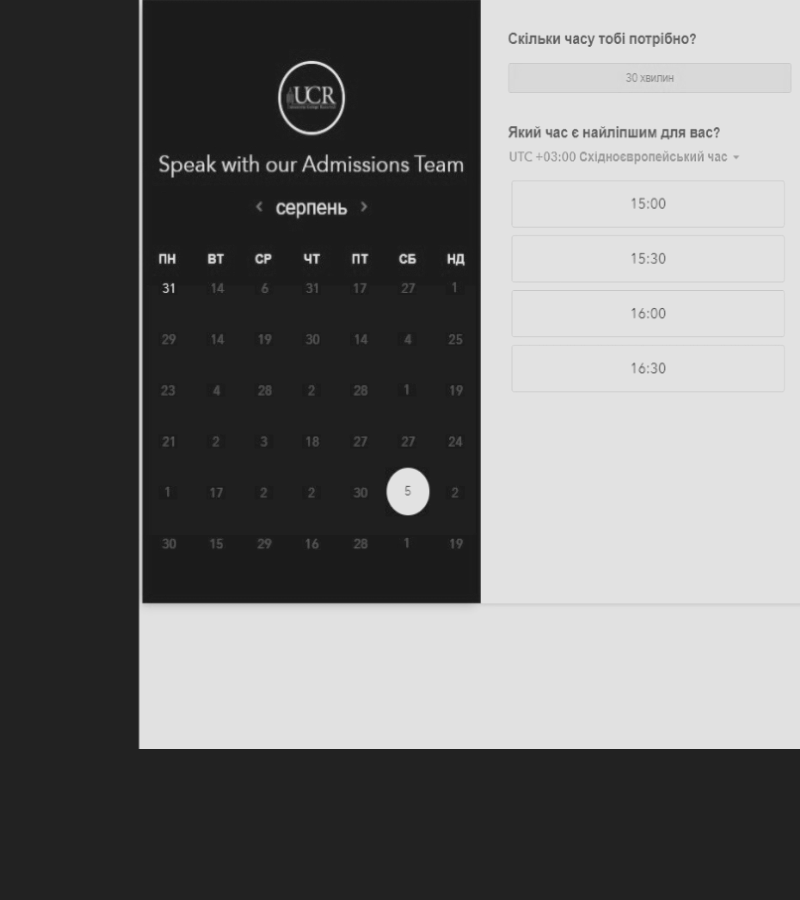 UCR
Speak with our Admissions Team
< серпень >
ПН ВТ СР ЧТ ПТ СБ НД
31 14 6 31 17 27 1
29 14 19 30 14 4 25
23 4 28 2 28 1 19
21 2 3 18 27 27 24
1 17 2 2 30 5 2
30 15 29 16 28 1 19
Скільки часу тобі потрібно?
30 хвилин
Який час є найліпшим для вас?
UTC +03:00 Східноєвропейський час
15:00
15:30
16:00
16:30